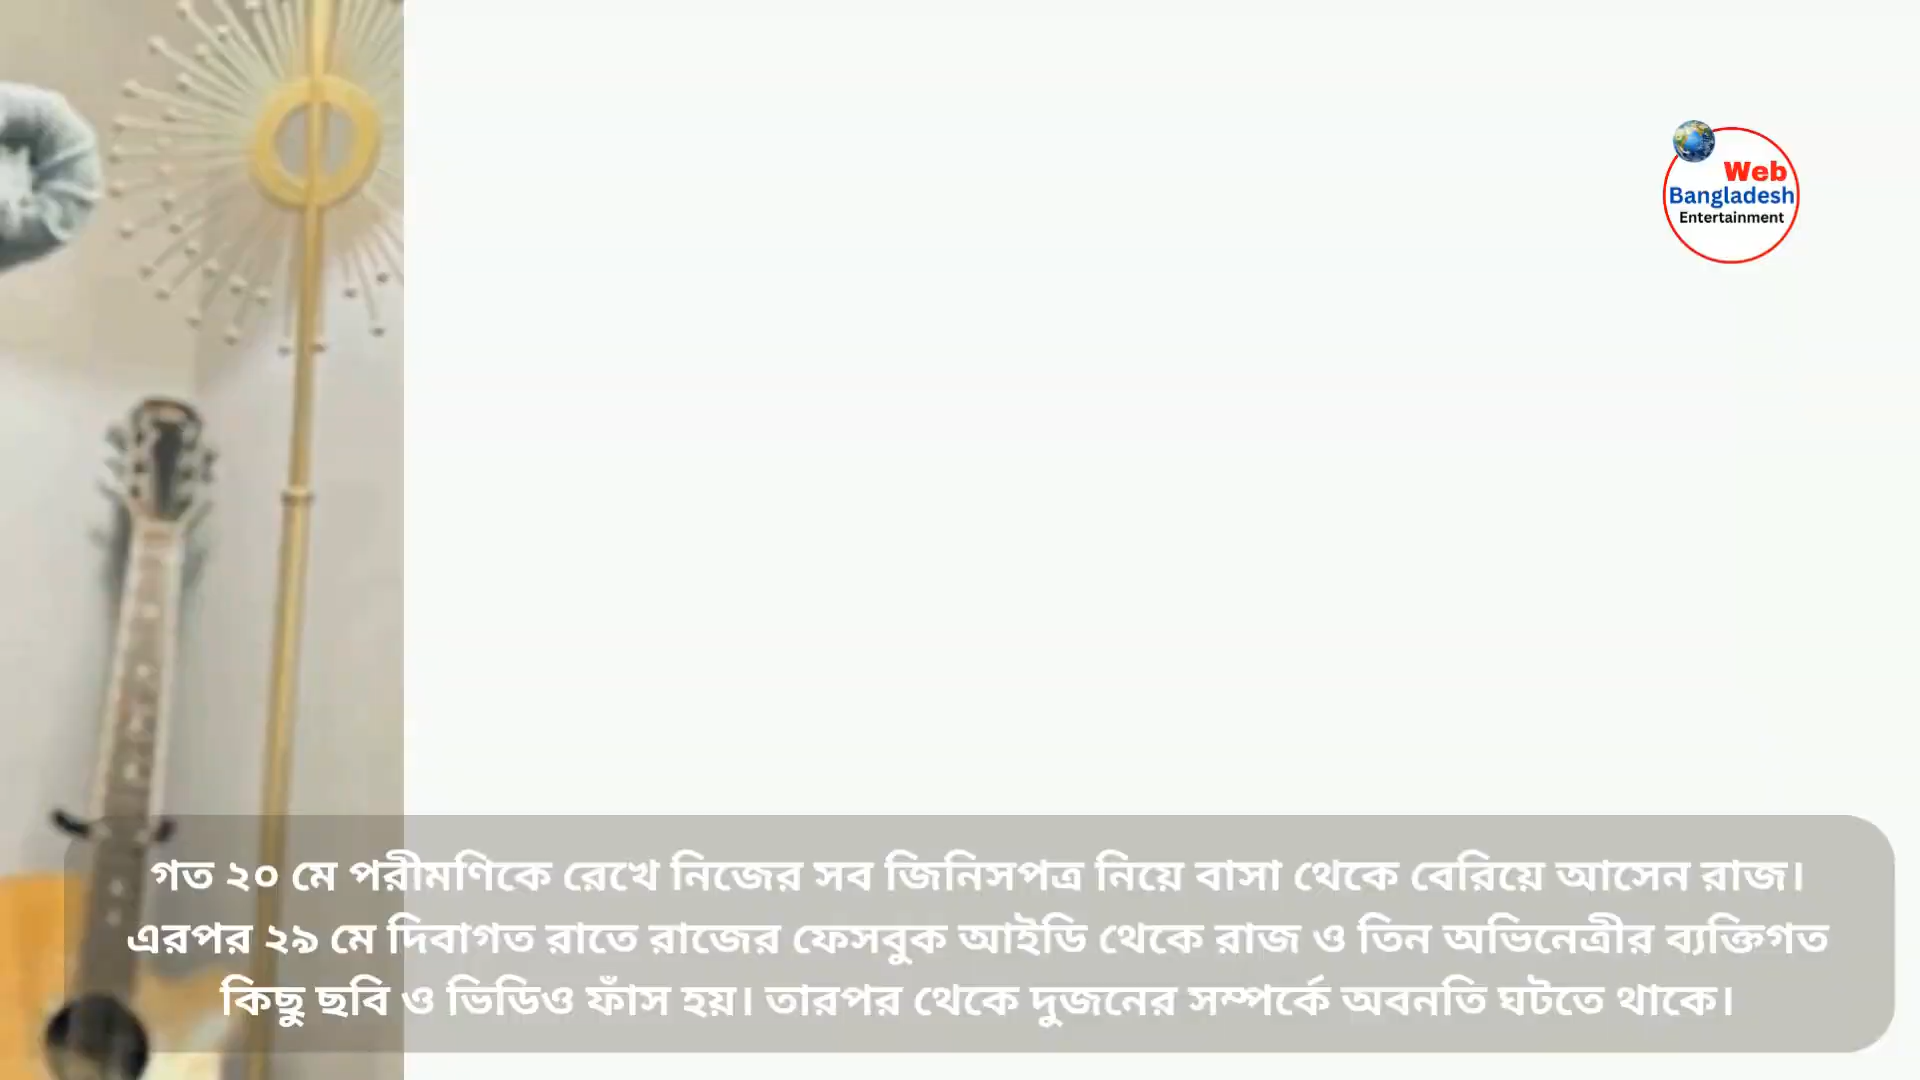 Web
Bangladesh
Entertainment
গত ২০ মে পরীমণিকে রেখে নিজের সব জিনিসপত্র নিয়ে বাসা থেকে বেরিয়ে আসেন রাজ।
এরপর ২৯ মে দিবাগত রাতে রাজের ফেসবুক আইডি থেকে রাজ ও তিন অভিনেত্রীর ব্যক্তিগত
কিছু ছবি ও ভিডিও ফাঁস হয়। তারপর থেকে দুজনের সম্পর্কে অবনতি ঘটতে থাকে।